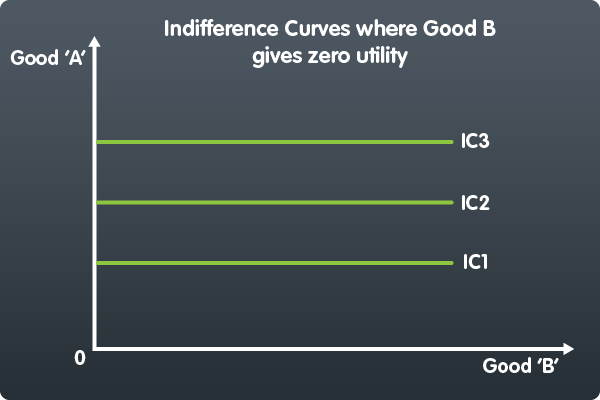 Indifference Curves where Good B
gives zero utility
Good ‘A’
IC3
IC2
IC1
0
Good ‘B’